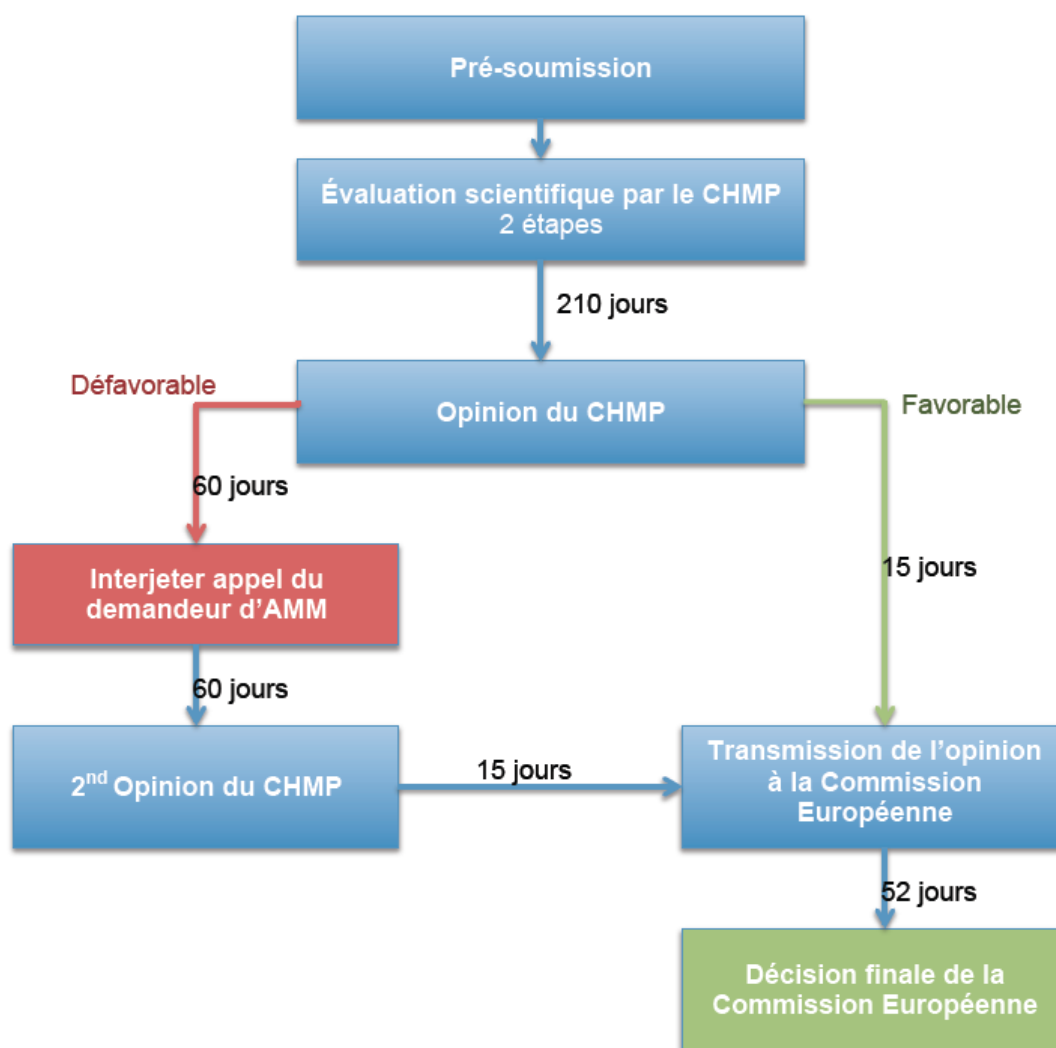 Pré-soumission
Évaluation scientifique par le CHMP
2 étapes
210 jours
Défavorable
Opinion du CHMP
Favorable
60 jours
Interjeter appel du
demandeur d'AMM
15 jours
60 jours
2nd Opinion du CHMP
15 jours
Transmission de l'opinion
à la Commission
Européenne
52 jours
Décision finale de la
Commission Européenne